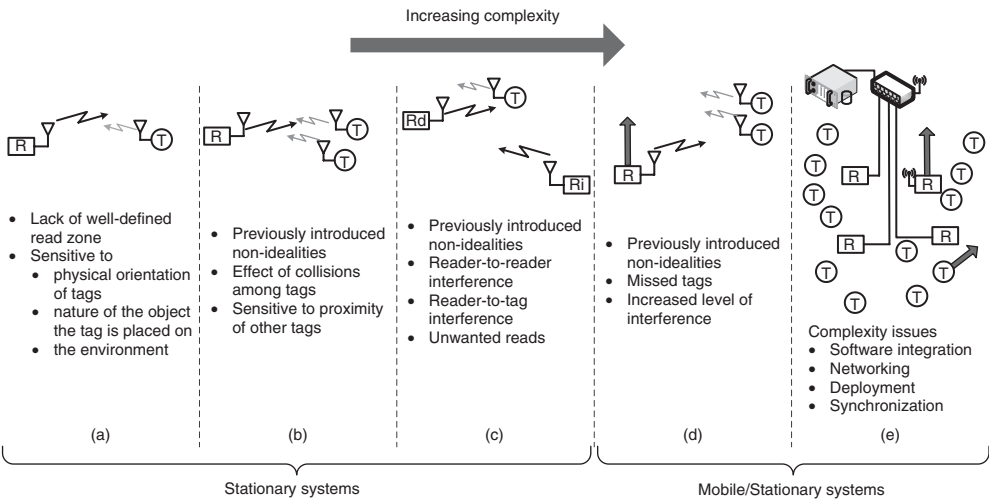 Increasing complexity
R
T
• Lack of well-defined
read zone
• Sensitive to
• physical orientation
of tags
• nature of the object
the tag is placed on
• the environment
(a)
R
T
T
• Previously introduced
non-idealities
• Effect of collisions
among tags
• Sensitive to proximity
of other tags
(b)
T
Rd
Ri
• Previously introduced
non-idealities
• Reader-to-reader
interference
• Reader-to-tag
interference
• Unwanted reads
(c)
T
T
R
• Previously introduced
non-idealities
• Missed tags
• Increased level of
interference
(d)
T
T
T
T
R
R
T
T
T
R
R
T
T
T
T
T
Complexity issues
• Software integration
• Networking
• Deployment
• Synchronization
(e)
Stationary systems
Mobile/Stationary systems